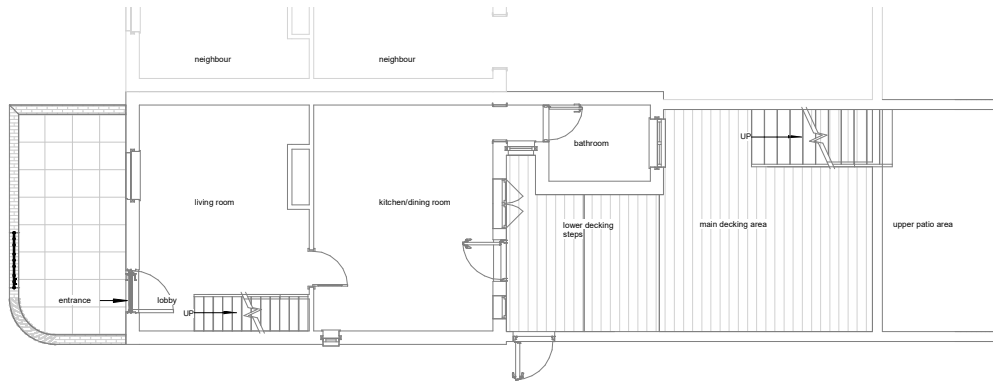 neighbour
neighbour
UP
bathroom
living room
kitchen/dining room
lower decking
steps
main decking area
upper patio area
entrance
lobby
UP